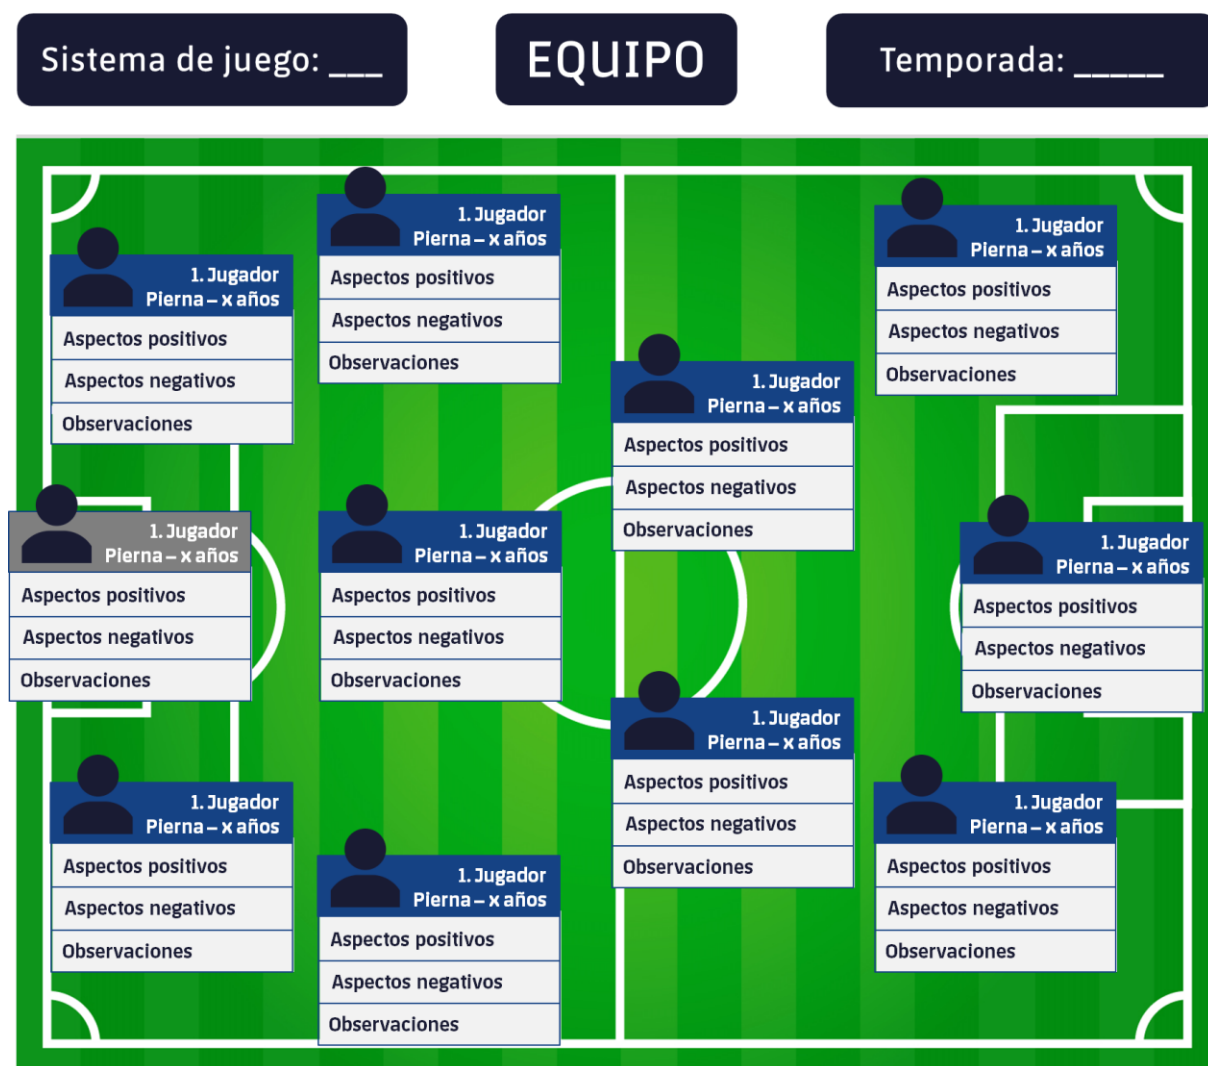 Sistema de juego: ___
EQUIPO
Temporada: _____
1. Jugador
Pierna – x años
Aspectos positivos
Aspectos negativos
Observaciones
1. Jugador
Pierna – x años
Aspectos positivos
Aspectos negativos
Observaciones
1. Jugador
Pierna – x años
Aspectos positivos
Aspectos negativos
Observaciones
1. Jugador
Pierna – x años
Aspectos positivos
Aspectos negativos
Observaciones
1. Jugador
Pierna – x años
Aspectos positivos
Aspectos negativos
Observaciones
1. Jugador
Pierna – x años
Aspectos positivos
Aspectos negativos
Observaciones
1. Jugador
Pierna – x años
Aspectos positivos
Aspectos negativos
Observaciones
1. Jugador
Pierna – x años
Aspectos positivos
Aspectos negativos
Observaciones
1. Jugador
Pierna – x años
Aspectos positivos
Aspectos negativos
Observaciones
1. Jugador
Pierna – x años
Aspectos positivos
Aspectos negativos
Observaciones
1. Jugador
Pierna – x años
Aspectos positivos
Aspectos negativos
Observaciones